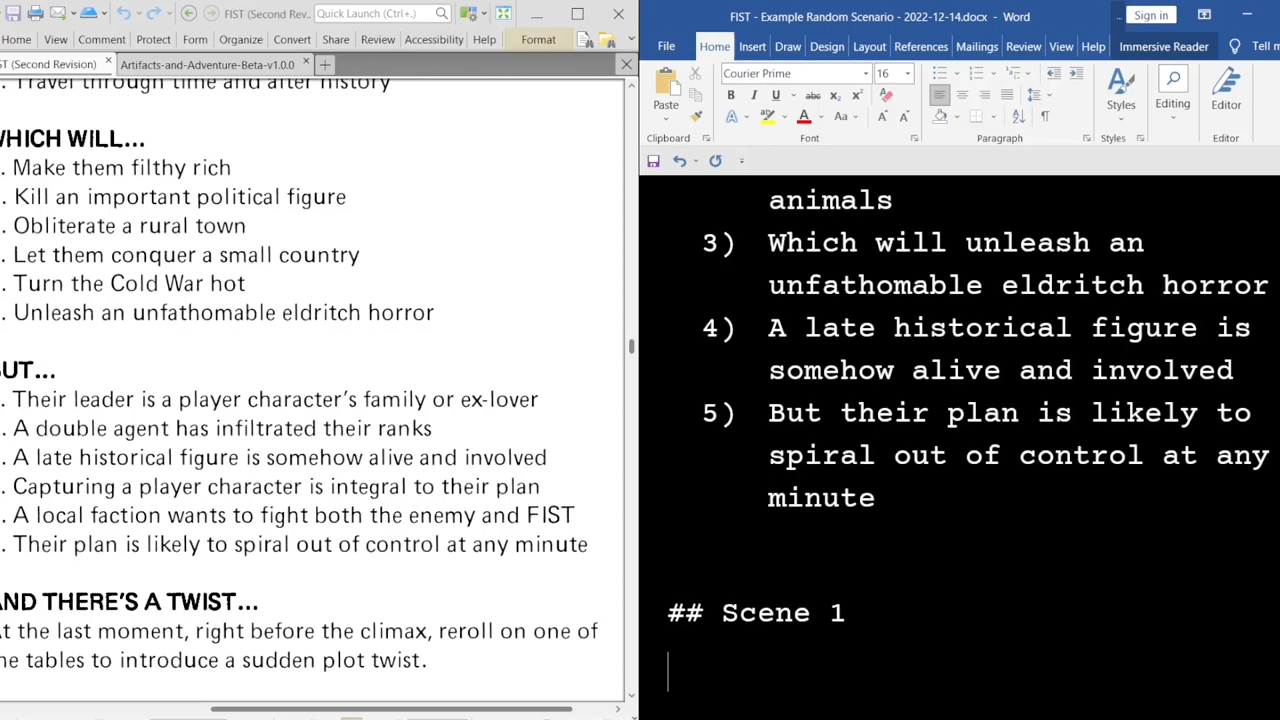 FIST (Second Rev...
Quick Launch (Ctrl+.)
Home View Comment Protect Form Organize Convert Share Review Accessibility Help Format
ST (Second Revision) × Artifacts-and-Adventure-Beta-v1.0.0 ×
. Travel through time and alter history
WHICH WILL...
. Make them filthy rich
. Kill an important political figure
. Obliterate a rural town
. Let them conquer a small country
. Turn the Cold War hot
. Unleash an unfathomable eldritch horror
BUT...
. Their leader is a player character's family or ex-lover
. A double agent has infiltrated their ranks
. A late historical figure is somehow alive and involved
. Capturing a player character is integral to their plan
. A local faction wants to fight both the enemy and FIST
. Their plan is likely to spiral out of control at any minute
AND THERE'S A TWIST...
At the last moment, right before the climax, reroll on one of
the tables to introduce a sudden plot twist.
FIST - Example Random Scenario - 2022-12-14.docx - Word
... Sign in
File Home Insert Draw Design Layout References Mailings Review View Help Immersive Reader Tell m
Courier Prime 16
Paste
B I U abc x₂ x²
A A Aa A A
Styles Editing Editor
Clipboard Font Paragraph Styles Editor
animals
3) Which will unleash an
unfathomable eldritch horror
4) A late historical figure is
somehow alive and involved
5) But their plan is likely to
spiral out of control at any
minute
## Scene 1